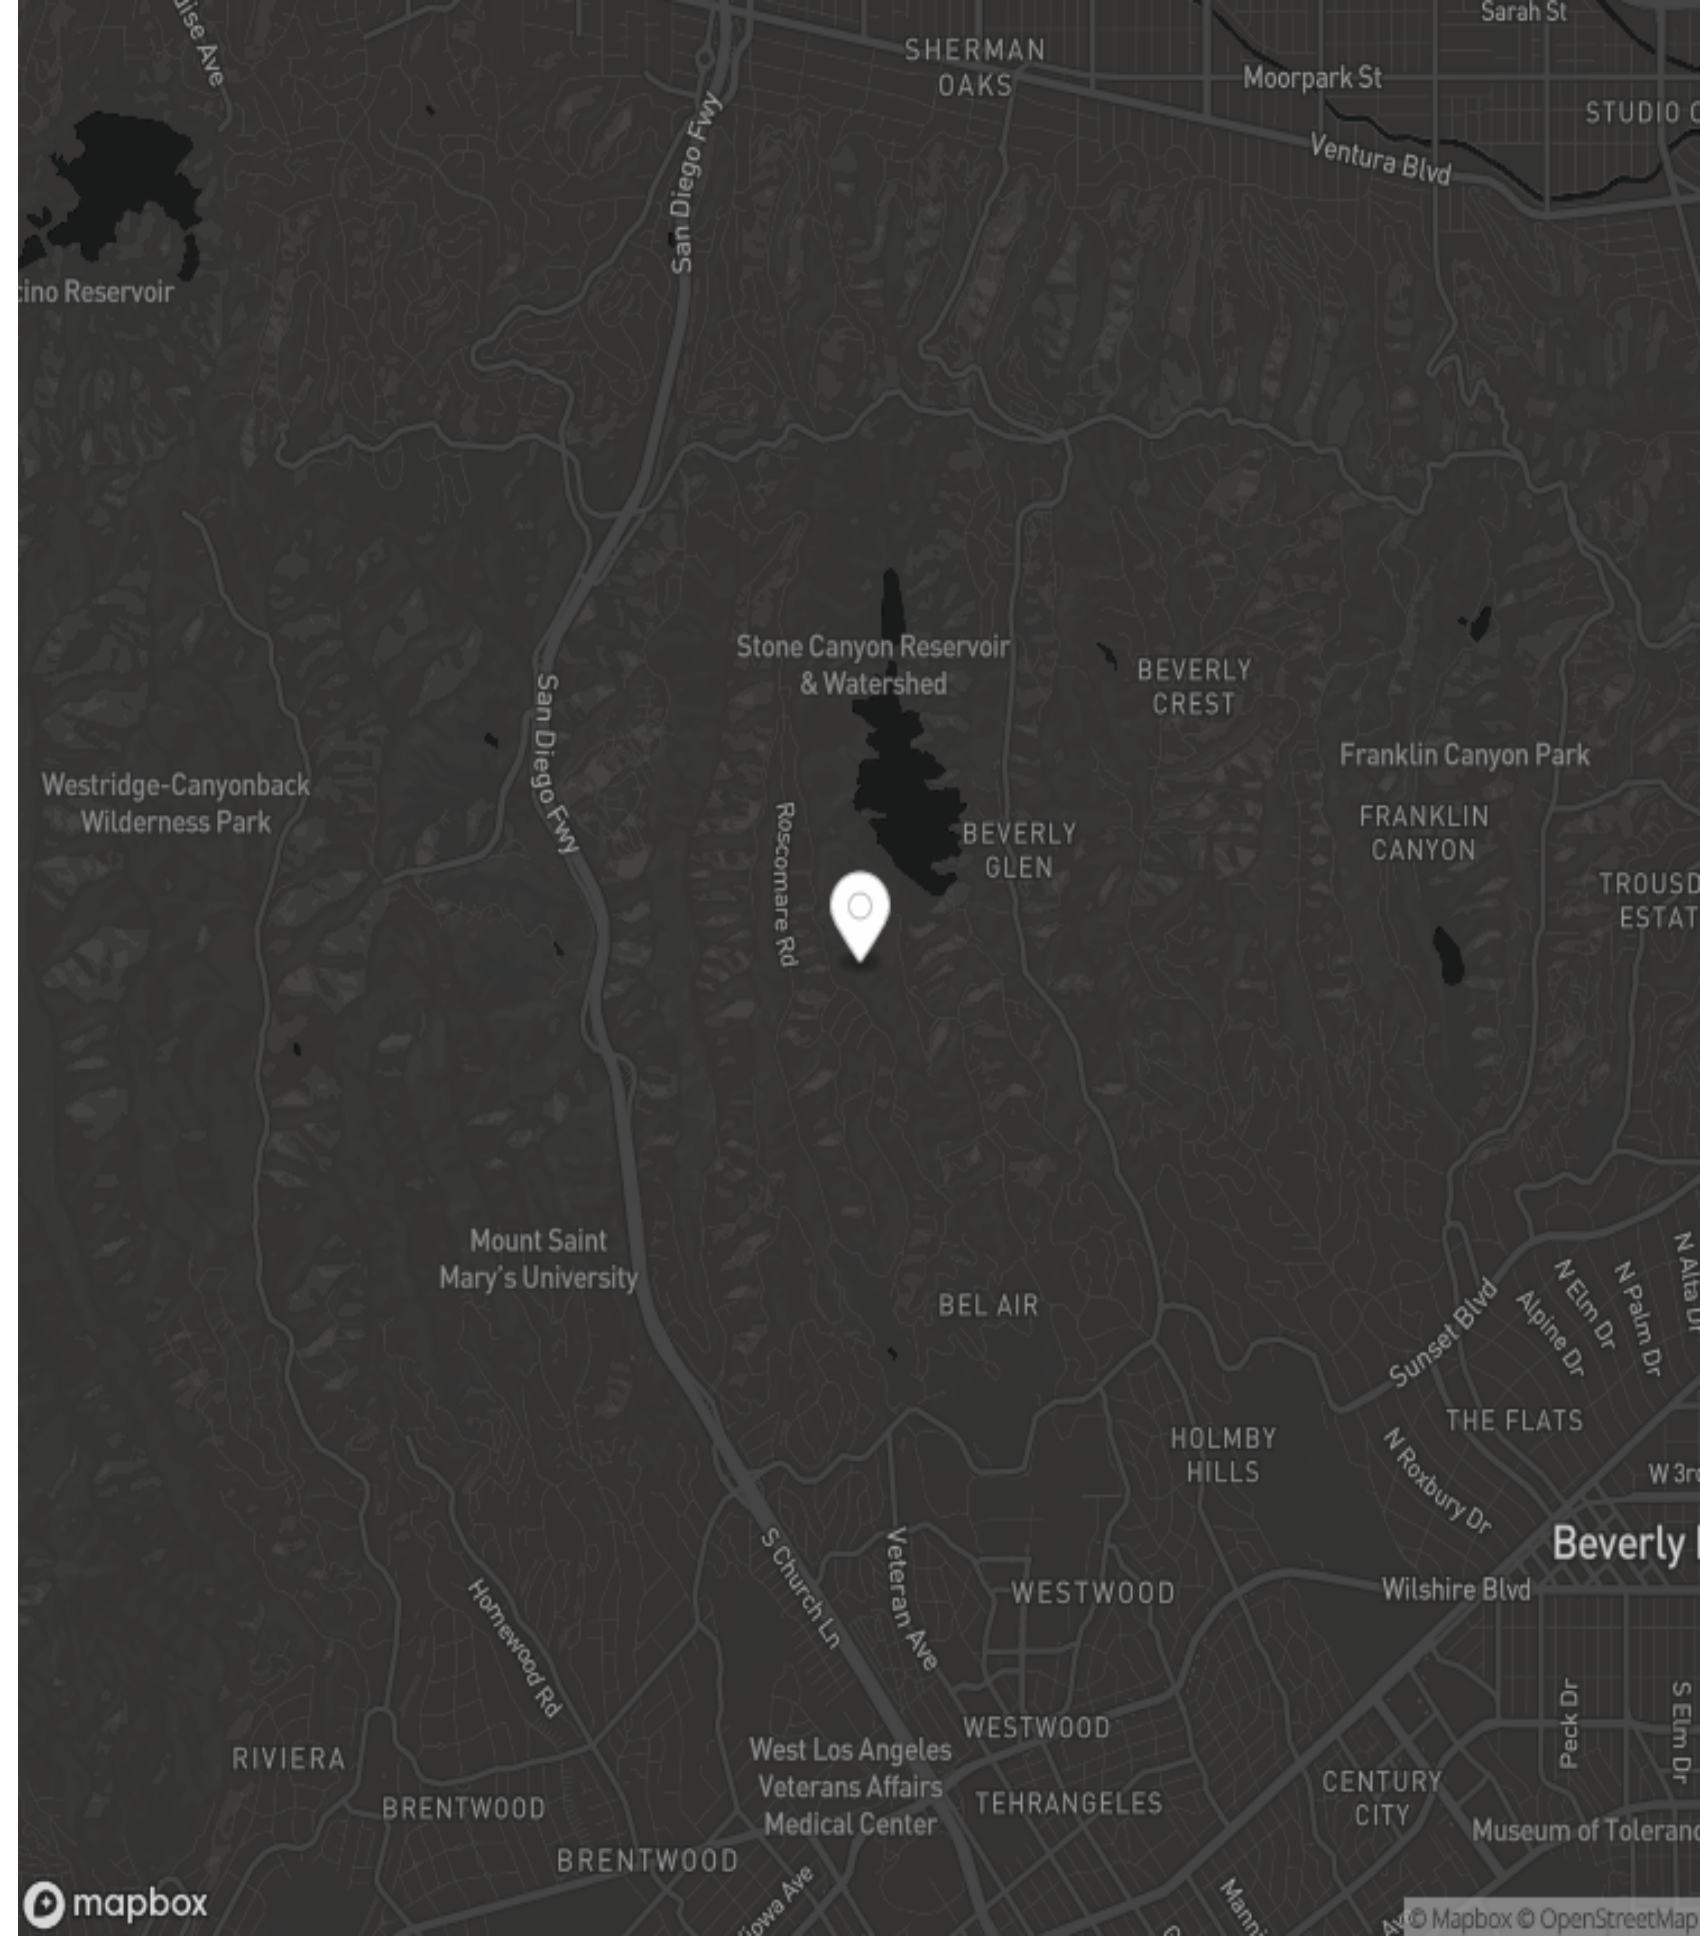 Sarah St
SHERMAN
OAKS
Moorpark St
STUDIO C
Ventura Blvd
San Diego Fwy
ino Reservoir
Stone Canyon Reservoir
& Watershed
BEVERLY
CREST
San Diego Fwy
Westridge-Canyonback
Wilderness Park
Franklin Canyon Park
FRANKLIN
CANYON
Roscomare Rd
BEVERLY
GLEN
TROUSD
ESTAT
Mount Saint
Mary's University
BEL AIR
Sunset Blvd
Alpine Dr
N Elm Dr
N Palm Dr
N Alta Dr
THE FLATS
HOLMBY
HILLS
N Roxbury Dr
W 3r
Beverly
Wilshire Blvd
S Church Ln
Veteran Ave
WESTWOOD
Homewood Rd
Peck Dr
S Elm Dr
WESTWOOD
West Los Angeles
Veterans Affairs
Medical Center
RIVIERA
BRENTWOOD
TEHRANGELES
CENTURY
CITY
Museum of Toleranc
BRENTWOOD
Iowa Ave
Manni
mapbox
© Mapbox © OpenStreetMap